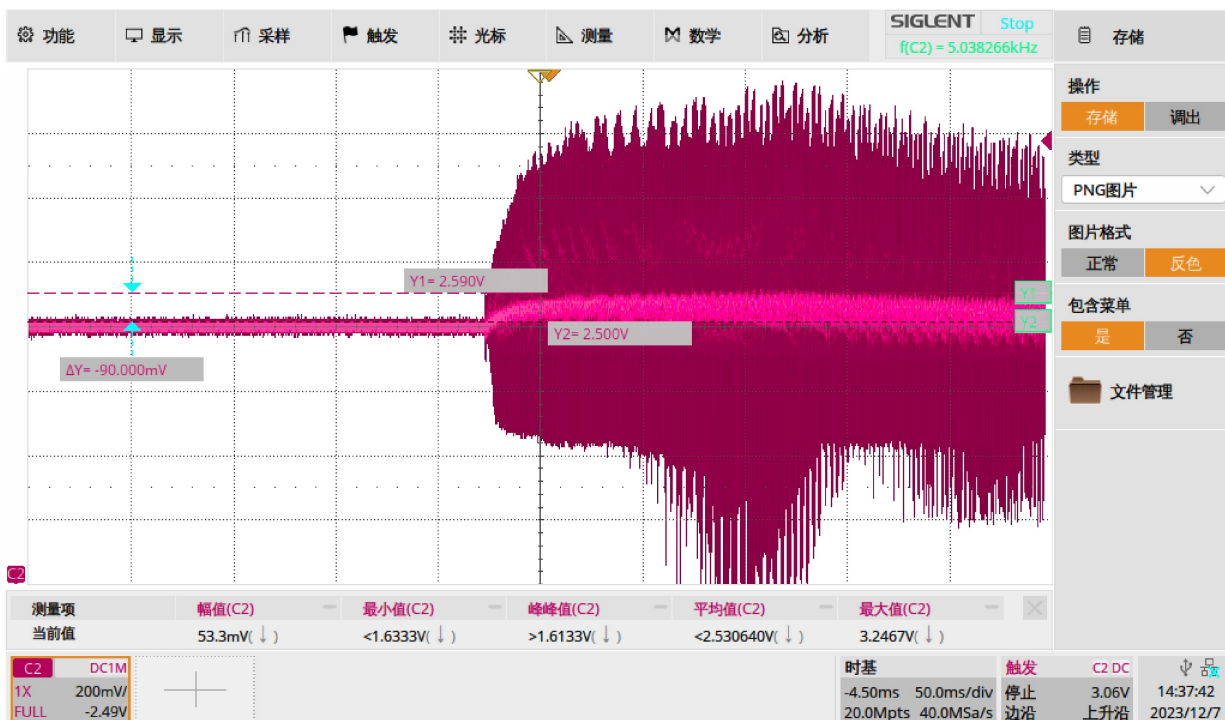 功能 显示 采样 触发 光标 测量 数学 分析 SIGLENT Stop 存储
f(C2) = 5.038266kHz
操作
存储 调出
类型
PNG图片
图片格式
正常 反色
包含菜单
是 否
文件管理
Y1= 2.590V
Y1
Y2= 2.500V
Y2
ΔY= -90.000mV
C2
测量项 幅值(C2) 最小值(C2) 峰峰值(C2) 平均值(C2) 最大值(C2)
当前值 53.3mV(↓) <1.6333V(↓) >1.6133V(↓) <2.530640V(↓) 3.2467V(↓)
C2 DC1M 时基 触发 C2 DC
1X 200mV/ -4.50ms 50.0ms/div 停止 3.06V 14:37:42
FULL -2.49V 20.0Mpts 40.0MSa/s 边沿 上升沿 2023/12/7